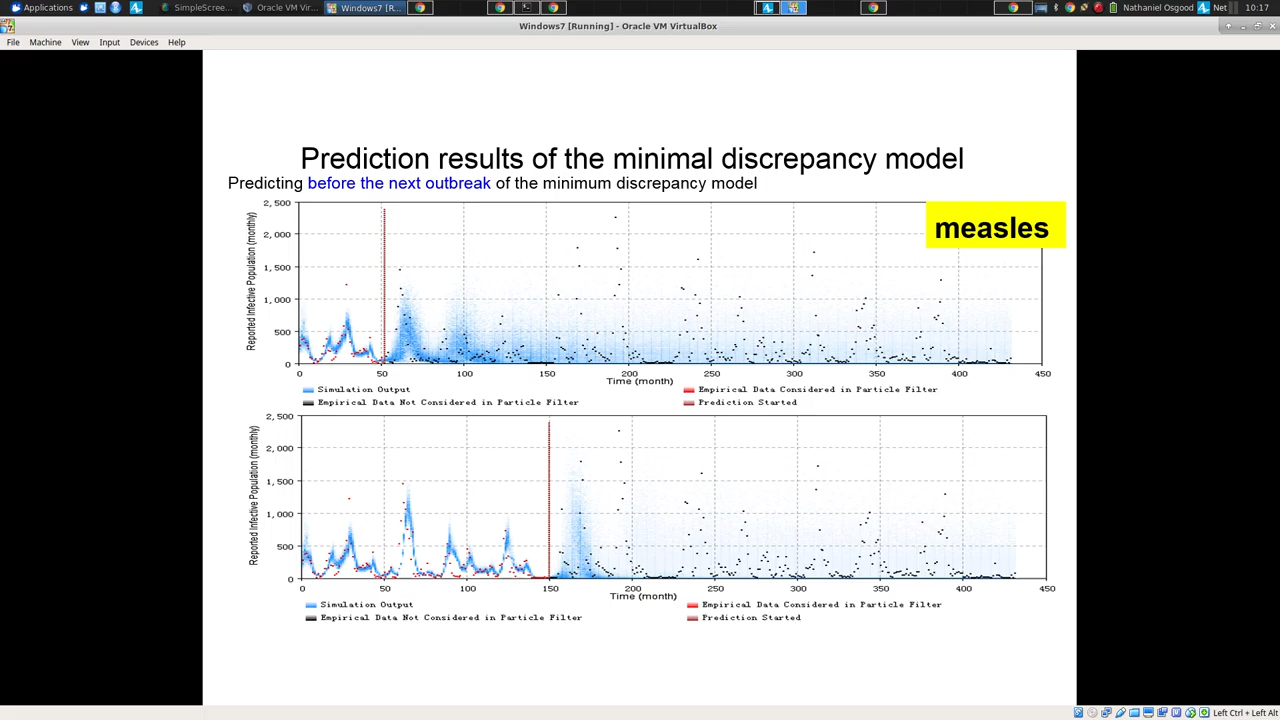 Applications SimpleScree... Oracle VM Vir... Windows7 [R... Nathaniel Osgood Net 10:17
Windows7 [Running] - Oracle VM VirtualBox
File Machine View Input Devices Help
Prediction results of the minimal discrepancy model
Predicting before the next outbreak of the minimum discrepancy model
measles
Reported Infective Population (monthly)
2,500
2,000
1,500
1,000
500
0
0 50 100 150 200 250 300 350 400 450
Time (month)
Simulation Output Empirical Data Considered in Particle Filter
Empirical Data Not Considered in Particle Filter Prediction Started
Reported Infective Population (monthly)
2,500
2,000
1,500
1,000
500
0
0 50 100 150 200 250 300 350 400 450
Time (month)
Simulation Output Empirical Data Considered in Particle Filter
Empirical Data Not Considered in Particle Filter Prediction Started
Left Ctrl + Left Alt